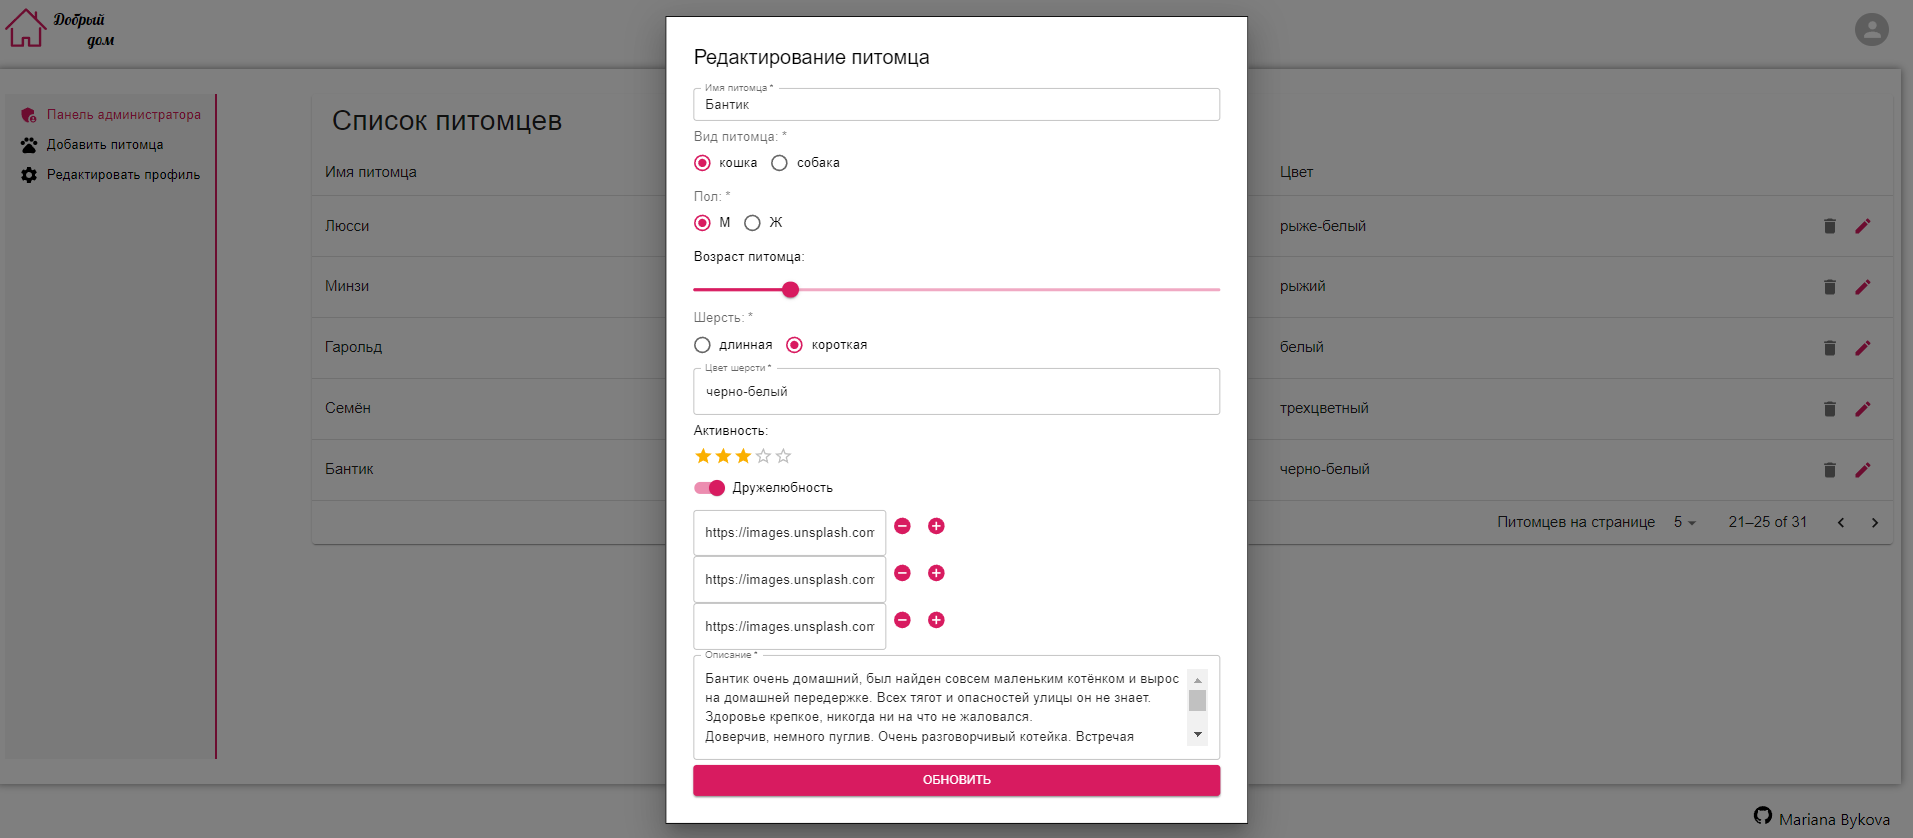 Добрый
дом
Панель администратора
Добавить питомца
Редактировать профиль
Список питомцев
Имя питомца
Цвет
Люсси
рыже-белый
Минзи
рыжий
Гарольд
белый
Семён
трехцветный
Бантик
черно-белый
Питомцев на странице 5 21–25 of 31
Редактирование питомца
Имя питомца *
Бантик
Вид питомца: *
кошка собака
Пол: *
М Ж
Возраст питомца:
Шерсть: *
длинная короткая
Цвет шерсти *
черно-белый
Активность:
Дружелюбность
https://images.unsplash.com
https://images.unsplash.com
https://images.unsplash.com
Описание *
Бантик очень домашний, был найден совсем маленьким котёнком и вырос
на домашней передержке. Всех тягот и опасностей улицы он не знает.
Здоровье крепкое, никогда ни на что не жаловался.
Доверчив, немного пуглив. Очень разговорчивый котейка. Встречая
ОБНОВИТЬ
Mariana Bykova